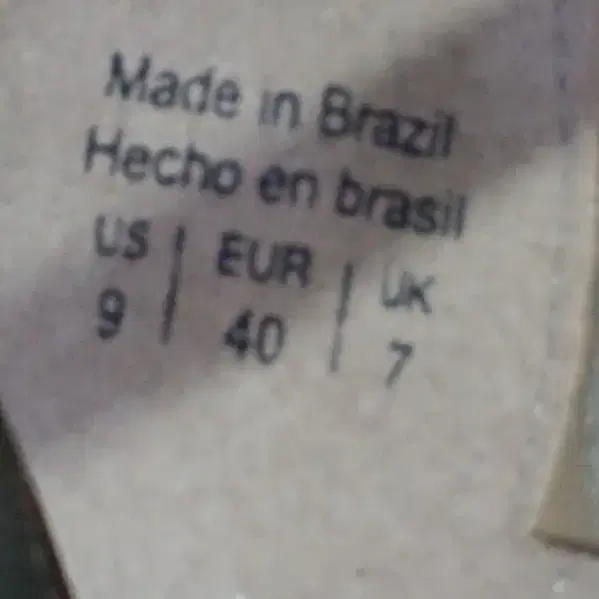 Made in Brazil
Hecho en brasil
US | EUR | UK
9 | 40 | 7